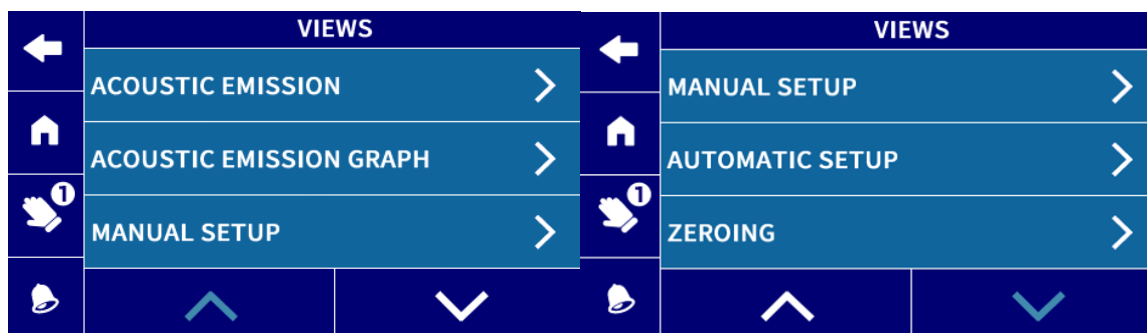 VIEWS
ACOUSTIC EMISSION
ACOUSTIC EMISSION GRAPH
1
MANUAL SETUP
VIEWS
MANUAL SETUP
AUTOMATIC SETUP
1
ZEROING